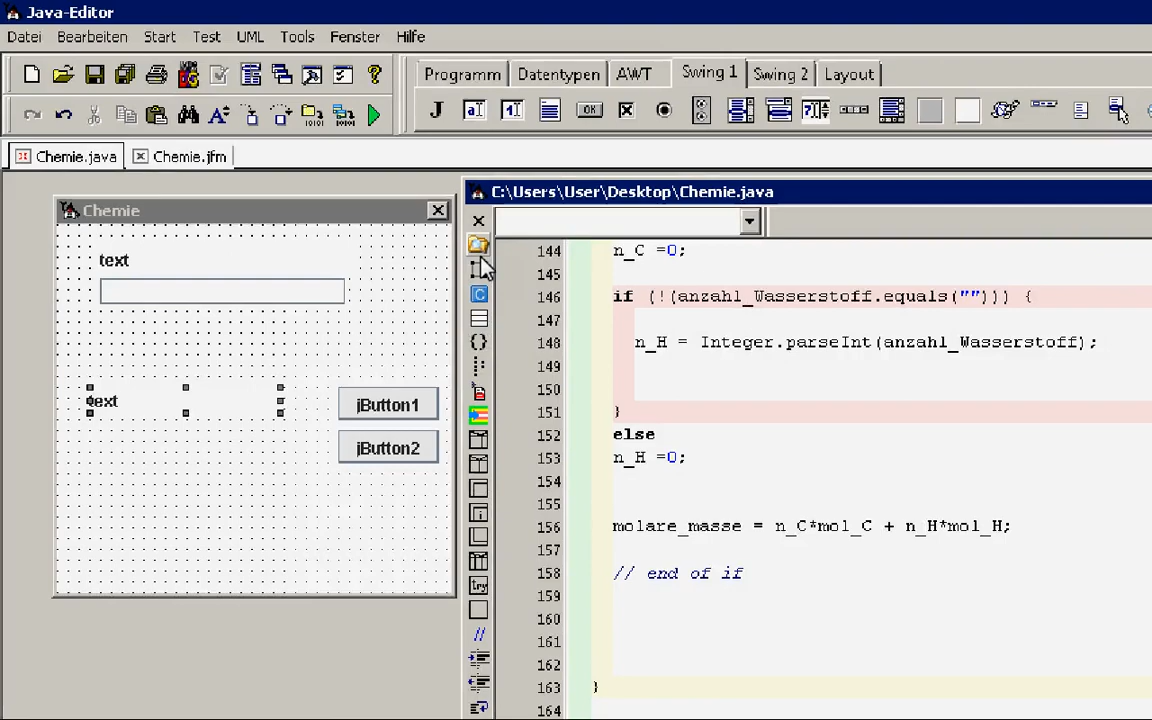 Java-Editor
Datei Bearbeiten Start Test UML Tools Fenster Hilfe
Programm Datentypen AWT Swing 1 Swing 2 Layout
Chemie.java Chemie.jfm
Chemie
text
text
jButton1
jButton2
C:\Users\User\Desktop\Chemie.java
144 n_C =0;
145
146 if (!(anzahl_Wasserstoff.equals(""))) {
147
148 n_H = Integer.parseInt(anzahl_Wasserstoff);
149
150
151 }
152 else
153 n_H =0;
154
155
156 molare_masse = n_C*mol_C + n_H*mol_H;
157
158 // end of if
159
160
161
162
163 }
164